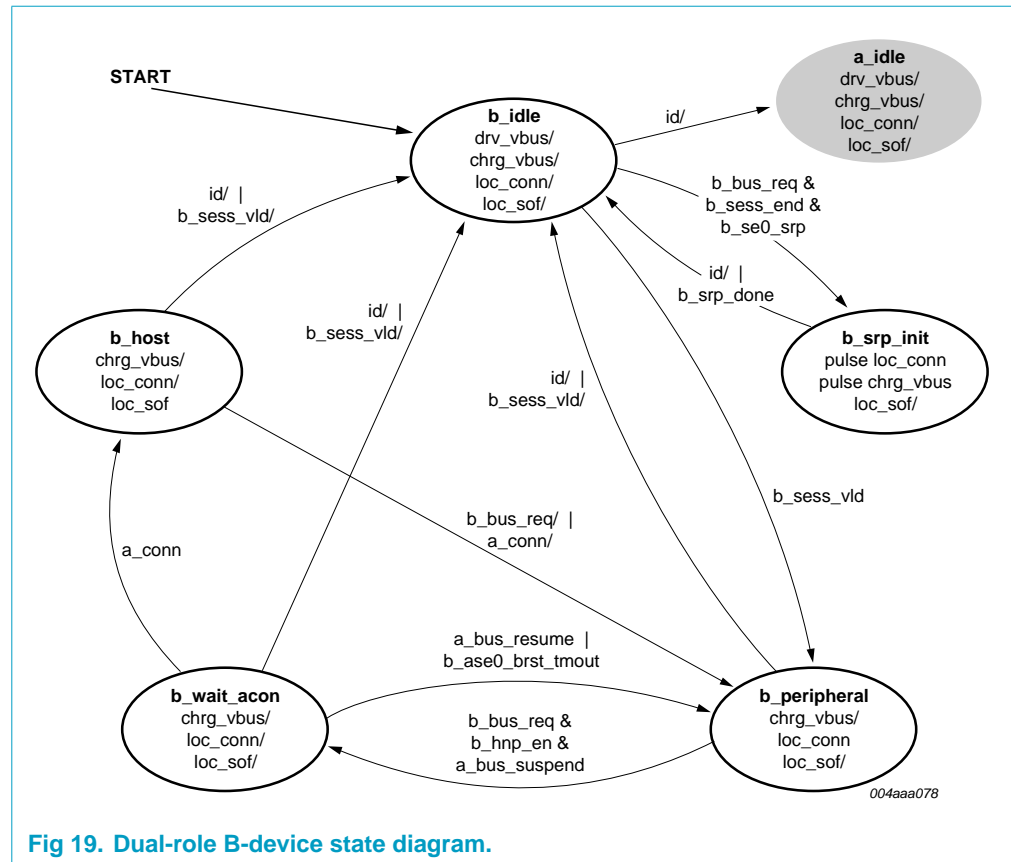 START
a_idle
drv_vbus/
chrg_vbus/
loc_conn/
loc_sof/
b_idle
drv_vbus/
chrg_vbus/
loc_conn/
loc_sof/
id/
b_bus_req &
b_sess_end &
b_se0_srp
id/ |
b_sess_vld/
id/ |
b_srp_done
id/ |
b_sess_vld/
b_host
chrg_vbus/
loc_conn/
loc_sof
b_srp_init
pulse loc_conn
pulse chrg_vbus
loc_sof/
id/ |
b_sess_vld/
b_sess_vld
b_bus_req/ |
a_conn/
a_conn
a_bus_resume |
b_ase0_brst_tmout
b_wait_acon
chrg_vbus/
loc_conn/
loc_sof/
b_peripheral
chrg_vbus/
loc_conn
loc_sof/
b_bus_req &
b_hnp_en &
a_bus_suspend
004aaa078
Fig 19. Dual-role B-device state diagram.